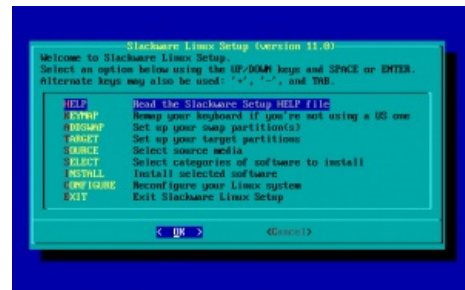 Slackware Linux Setup (version 11.0)
Welcome to Slackware Linux Setup.
Select an option below using the UP/DOWN keys and SPACE or ENTER.
Alternate keys may also be used: '+', '-', and TAB.
HELP Read the Slackware Setup HELP file
KEYMAP Remap your keyboard if you're not using a US one
ADDSWAP Set up your swap partition(s)
TARGET Set up your target partitions
SOURCE Select source media
SELECT Select categories of software to install
INSTALL Install selected software
CONFIGURE Reconfigure your Linux system
EXIT Exit Slackware Linux Setup
< OK > <Cancel>